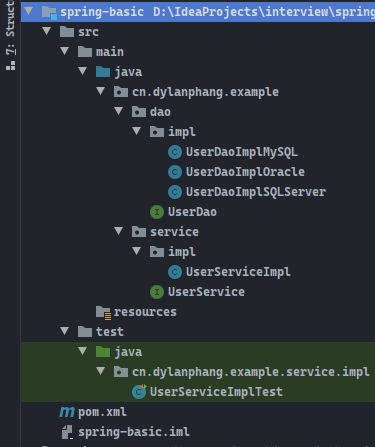 7: Struct
spring-basic D:\IdeaProjects\interview\spring
src
main
java
cn.dylanphang.example
dao
impl
UserDaoImplMySQL
UserDaoImplOracle
UserDaoImplSQLServer
UserDao
service
impl
UserServiceImpl
UserService
resources
test
java
cn.dylanphang.example.service.impl
UserServiceImplTest
pom.xml
spring-basic.iml